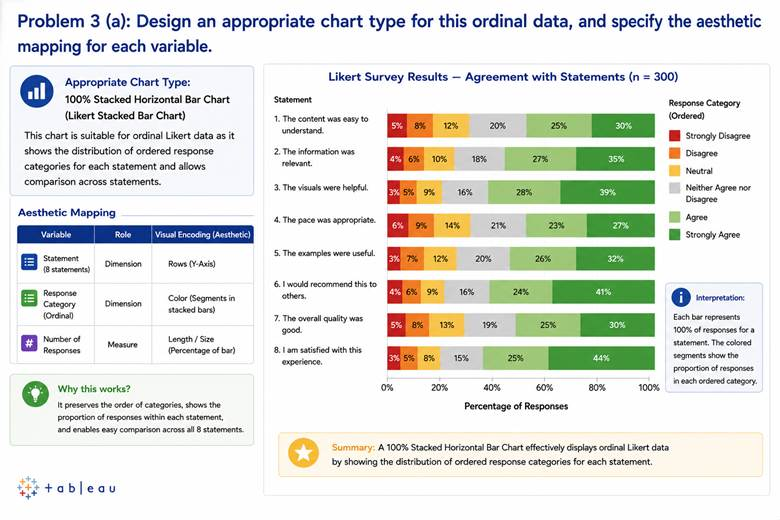 Problem 3 (a): Design an appropriate chart type for this ordinal data, and specify the aesthetic
mapping for each variable.
Appropriate Chart Type:
100% Stacked Horizontal Bar Chart
(Likert Stacked Bar Chart)
This chart is suitable for ordinal Likert data as it
shows the distribution of ordered response
categories for each statement and allows
comparison across statements.
Aesthetic Mapping
Variable Role Visual Encoding (Aesthetic)
Statement
(8 statements)
Dimension
Rows (Y-Axis)
Response
Category
(Ordinal)
Dimension
Color (Segments in
stacked bars)
# Number of
Responses
Measure
Length / Size
(Percentage of bar)
Why this works?
It preserves the order of categories, shows the
proportion of responses within each statement,
and enables easy comparison across all 8 statements.
+ a b | e a u
Likert Survey Results — Agreement with Statements (n = 300)
Statement
1. The content was easy to
understand.
5% 8% 12% 20% 25% 30%
2. The information was
relevant.
4% 6% 10% 18% 27% 35%
3. The visuals were helpful.
3% 5% 9% 16% 28% 39%
4. The pace was appropriate.
6% 9% 14% 21% 23% 27%
5. The examples were useful.
3% 7% 12% 20% 26% 32%
6. I would recommend this to
others.
4% 6% 9% 16% 24% 41%
7. The overall quality was
good.
5% 8% 13% 19% 25% 30%
8. I am satisfied with this
experience.
3% 5% 8% 15% 25% 44%
0% 20% 40% 60% 80% 100%
Percentage of Responses
Response Category
(Ordered)
Strongly Disagree
Disagree
Neutral
Neither Agree nor
Disagree
Agree
Strongly Agree
i Interpretation:
Each bar represents
100% of responses for a
statement. The colored
segments show the
proportion of responses
in each ordered category.
Summary: A 100% Stacked Horizontal Bar Chart effectively displays ordinal Likert data
by showing the distribution of ordered response categories for each statement.